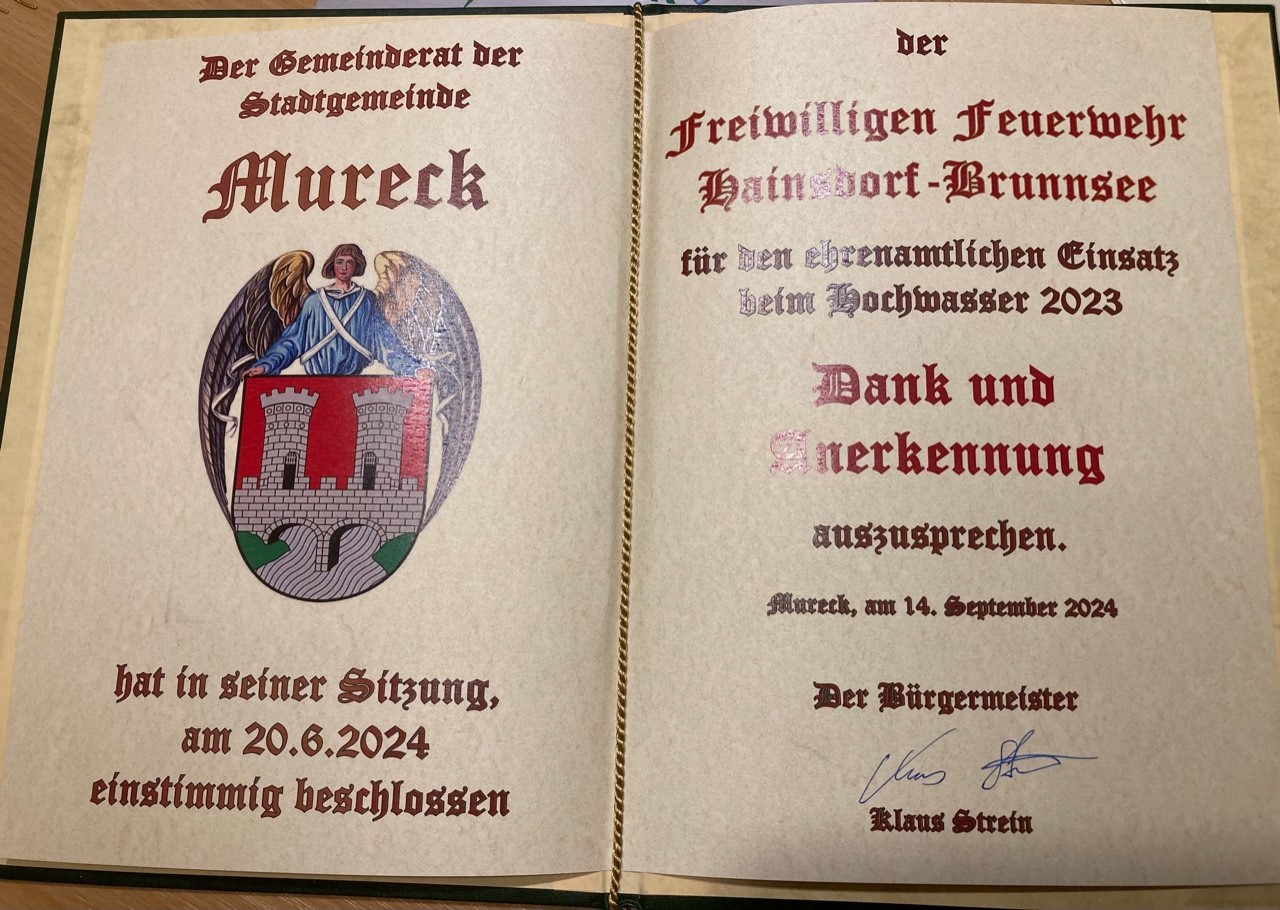 Der Gemeinderat der
Stadtgemeinde
Mureck
hat in seiner Sitzung,
am 20.6.2024
einstimmig beschlossen
der
Freiwilligen Feuerwehr
Hainsdorf-Brunnsee
für den ehrenamtlichen Einsatz
beim Hochwasser 2023
Dank und
Anerkennung
auszusprechen.
Mureck, am 14. September 2024
Der Bürgermeister
Klaus Strein